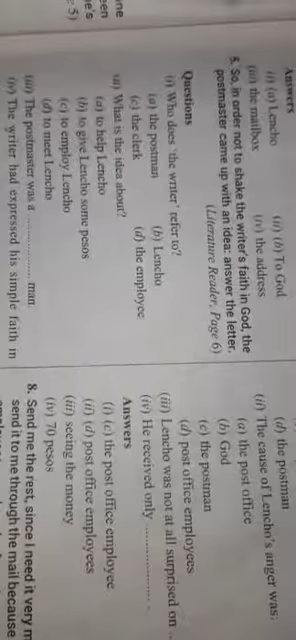 ine
een
e's
e 5)
Answers
(i) (a) Lencho (ii) (b) To God
(iii) the mailbox (iv) the address
5. So, in order not to shake the writer's faith in God, the
postmaster came up with an idea: answer the letter.
(Literature Reader, Page 6)
Questions
(i) Who does 'the writer' refer to?
(a) the postman (b) Lencho
(c) the clerk (d) the employee
(ii) What is the idea about?
(a) to help Lencho
(b) to give Lencho some pesos
(c) to employ Lencho
(d) to meet Lencho
(iii) The postmaster was a .................. man.
(iv) The writer had expressed his simple faith in
(d) the postman
(ii) The cause of Lencho's anger was:
(a) the post office
(b) God
(c) the postman
(d) post office employees
(iii) Lencho was not at all surprised on
(iv) He received only .................. .
Answers
(i) (c) the post office employee
(ii) (d) post office employees
(iii) seeing the money
(iv) 70 pesos
8. Send me the rest, since I need it very m
send it to me through the mail because